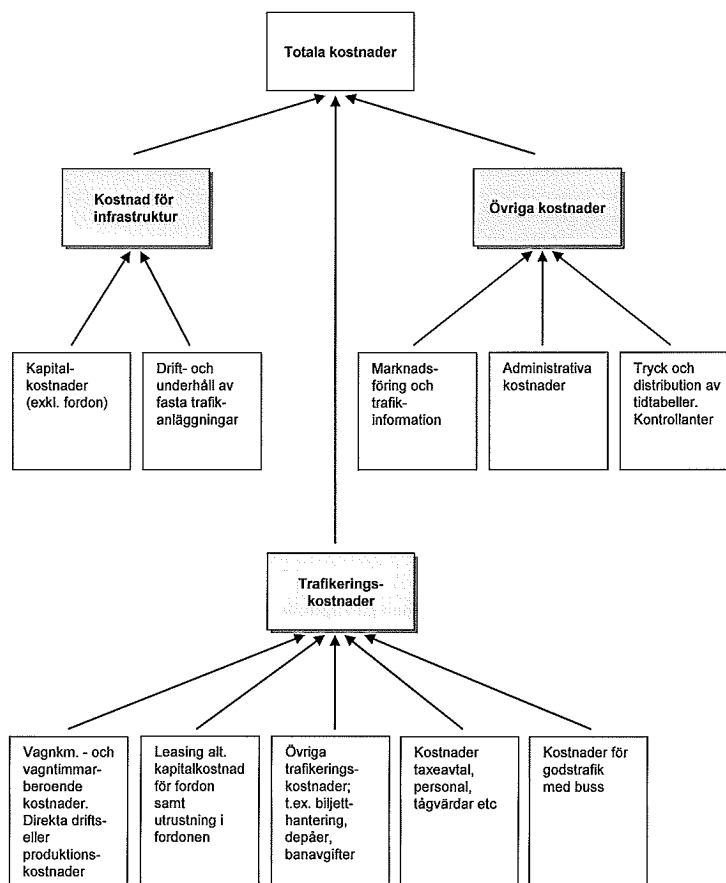 Totala kostnader
Kostnad för
infrastruktur
Övriga kostnader
Kapital-
kostnader
(exkl. fordon)
Drift- och
underhåll av
fasta trafik-
anläggningar
Marknads-
föring och
trafik-
information
Administrativa
kostnader
Tryck och
distribution av
tidtabeller.
Kontrollanter
Trafikerings-
kostnader
Vagnkm. - och
vagntimmar-
beroende
kostnader.
Direkta drifts-
eller
produktions-
kostnader
Leasing alt.
kapitalkostnad
för fordon
samt
utrustning i
fordonen
Övriga
trafikerings-
kostnader;
t.ex. biljett-
hantering,
depåer,
banavgifter
Kostnader
taxeavtal,
personal,
tågvärdar etc
Kostnader för
godstrafik
med buss